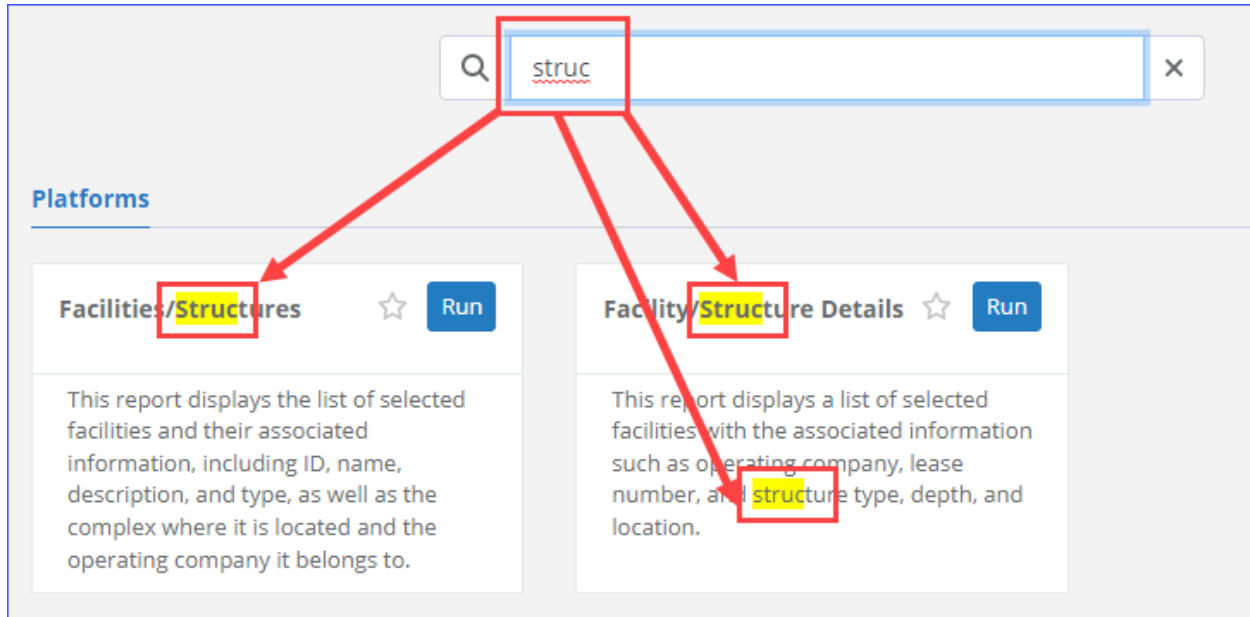 struc
Platforms
Facilities/Structures
Run
This report displays the list of selected
facilities and their associated
information, including ID, name,
description, and type, as well as the
complex where it is located and the
operating company it belongs to.
Facility/Structure Details
Run
This report displays a list of selected
facilities with the associated information
such as operating company, lease
number, and structure type, depth, and
location.